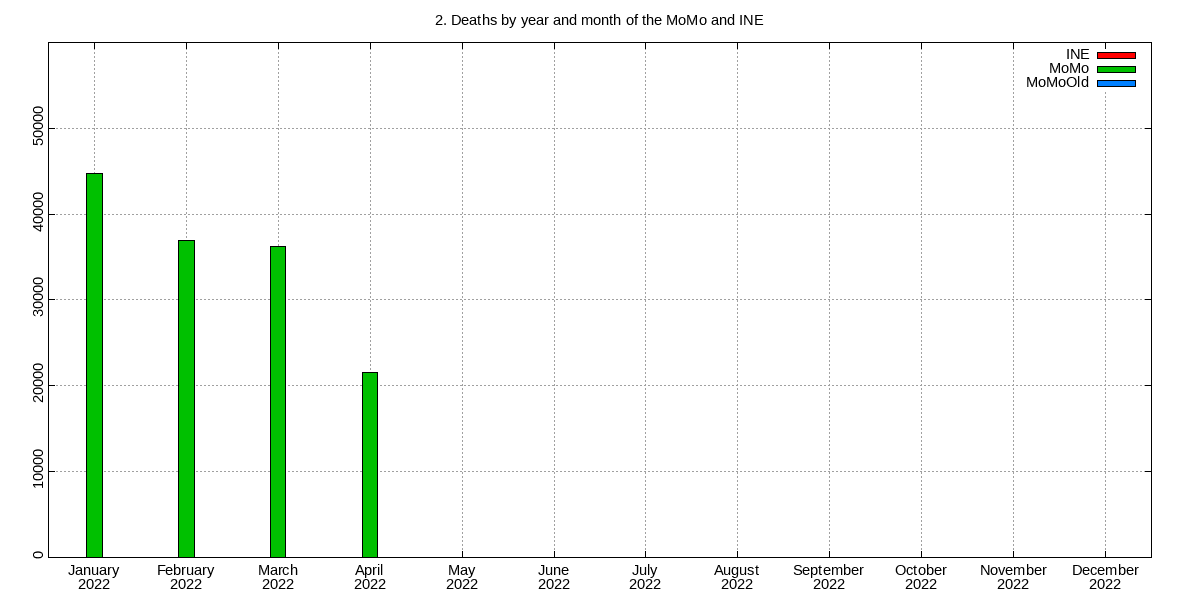 2. Deaths by year and month of the MoMo and INE
INE
MoMo
MoMoOld
50000
40000
30000
20000
10000
0
January February March April May June July August September October November December
2022 2022 2022 2022 2022 2022 2022 2022 2022 2022 2022 2022